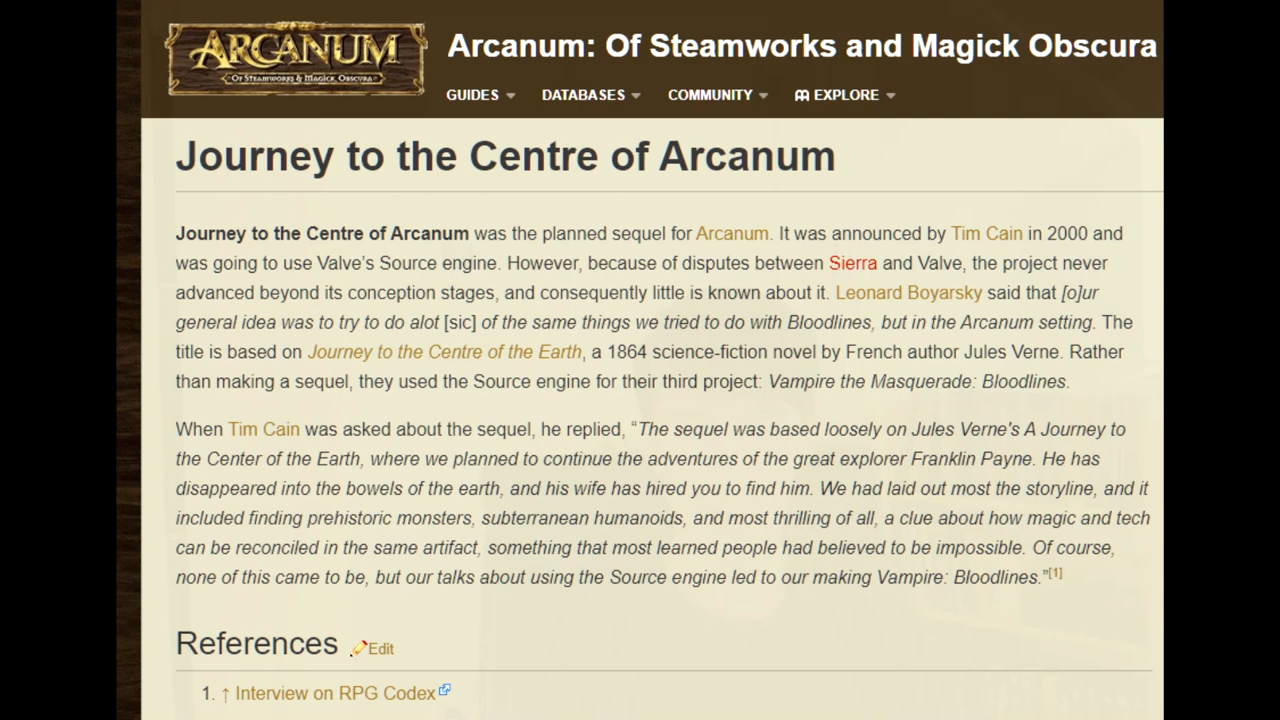 ARCANUM
OF STEAMWORKS & MAGICK OBSCURA
Arcanum: Of Steamworks and Magick Obscura
GUIDES DATABASES COMMUNITY EXPLORE
Journey to the Centre of Arcanum
Journey to the Centre of Arcanum was the planned sequel for Arcanum. It was announced by Tim Cain in 2000 and
was going to use Valve's Source engine. However, because of disputes between Sierra and Valve, the project never
advanced beyond its conception stages, and consequently little is known about it. Leonard Boyarsky said that [o]ur
general idea was to try to do alot [sic] of the same things we tried to do with Bloodlines, but in the Arcanum setting. The
title is based on Journey to the Centre of the Earth, a 1864 science-fiction novel by French author Jules Verne. Rather
than making a sequel, they used the Source engine for their third project: Vampire the Masquerade: Bloodlines.
When Tim Cain was asked about the sequel, he replied, “The sequel was based loosely on Jules Verne's A Journey to
the Center of the Earth, where we planned to continue the adventures of the great explorer Franklin Payne. He has
disappeared into the bowels of the earth, and his wife has hired you to find him. We had laid out most the storyline, and it
included finding prehistoric monsters, subterranean humanoids, and most thrilling of all, a clue about how magic and tech
can be reconciled in the same artifact, something that most learned people had believed to be impossible. Of course,
none of this came to be, but our talks about using the Source engine led to our making Vampire: Bloodlines.”[1]
References Edit
1. ↑ Interview on RPG Codex